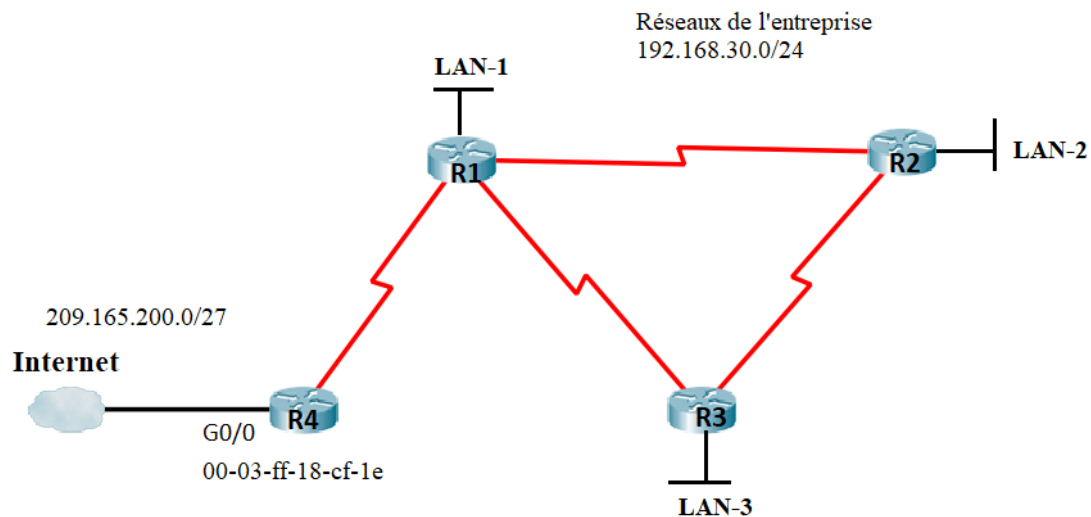 Réseaux de l'entreprise
192.168.30.0/24
LAN-1
R1
R2
LAN-2
209.165.200.0/27
Internet
R4
R3
G0/0
00-03-ff-18-cf-1e
LAN-3